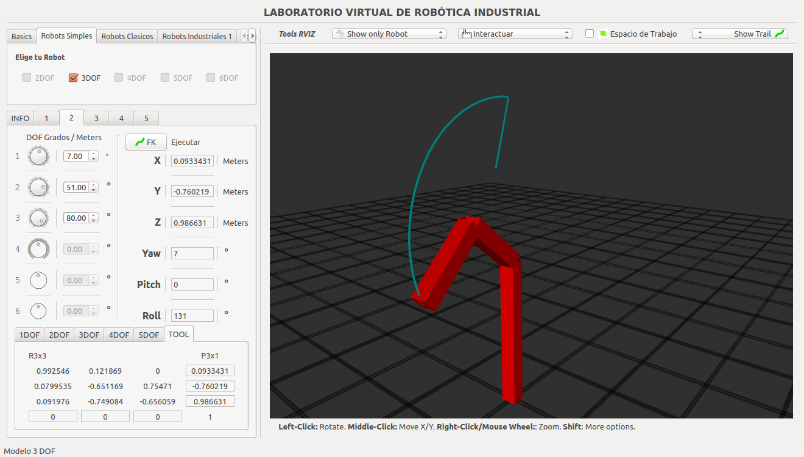 LABORATORIO VIRTUAL DE ROBÓTICA INDUSTRIAL
Basics Robots Simples Robots Clasicos Robots Industriales 1
Tools RVIZ Show only Robot Interactuar Espacio de Trabajo Show Trail
Elige tu Robot
2DOF 3DOF 4DOF 5DOF 6DOF
INFO 1 2 3 4 5
DOF Grados / Meters FK Ejecutar
1 7.00 °
X 0.0933431 Meters
2 51.00 °
Y -0.760219 Meters
3 80.00 °
Z 0.986631 Meters
4 0.00 °
Yaw 7 °
5 0.00 °
Pitch 0 °
6 0.00 °
Roll 131 °
1DOF 2DOF 3DOF 4DOF 5DOF TOOL
R3x3 P3x1
0.992546 0.121869 0 0.0933431
0.0799535 -0.651169 0.75471 -0.760219
0.091976 -0.749084 -0.656059 0.986631
0 0 0 1
Left-Click: Rotate. Middle-Click: Move X/Y. Right-Click/Mouse Wheel:: Zoom. Shift: More options.
Modelo 3 DOF